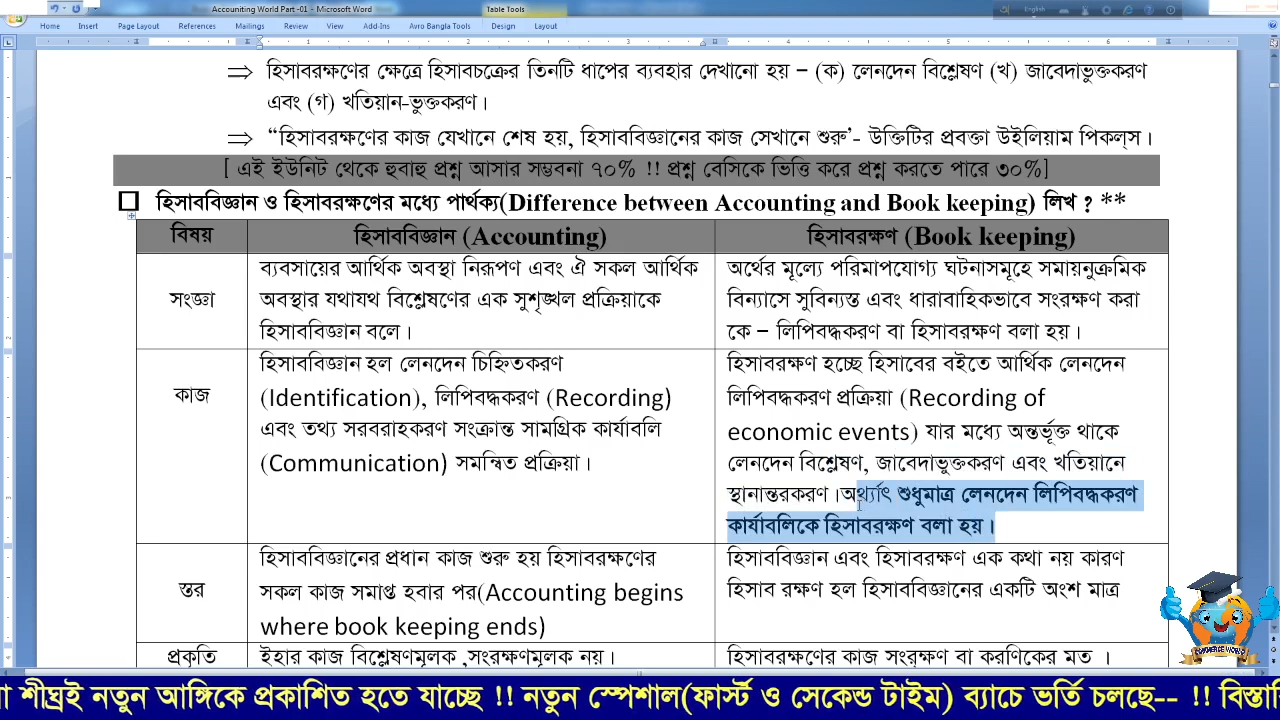 Accouniting World Part -01 - Microsoft Word
Table Tools
English
Home Insert Page Layout References Mailings Review View Add-Ins Avro Bangla Tools Design Layout
⇒ হিসাবরক্ষণের ক্ষেত্রে হিসাবচক্রের তিনটি ধাপের ব্যবহার দেখানো হয় – (ক) লেনদেন বিশ্লেষণ (খ) জাবেদাভুক্তকরণ
এবং (গ) খতিয়ান-ভুক্তকরণ।
⇒ “হিসাবরক্ষণের কাজ যেখানে শেষ হয়, হিসাববিজ্ঞানের কাজ সেখানে শুরু’- উক্তিটির প্রবক্তা উইলিয়াম পিকল্স।
[ এই ইউনিট থেকে হুবাহু প্রশ্ন আসার সম্ভবনা ৭০% !! প্রশ্ন বেসিকে ভিত্তি করে প্রশ্ন করতে পারে ৩০%]
হিসাববিজ্ঞান ও হিসাবরক্ষণের মধ্যে পার্থক্য(Difference between Accounting and Book keeping) লিখ ? **
বিষয় হিসাববিজ্ঞান (Accounting) হিসাবরক্ষণ (Book keeping)
সংজ্ঞা
ব্যবসায়ের আর্থিক অবস্থা নিরূপণ এবং ঐ সকল আর্থিক
অবস্থার যথাযথ বিশ্লেষণের এক সুশৃঙ্খল প্রক্রিয়াকে
হিসাববিজ্ঞান বলে।
অর্থের মূল্যে পরিমাপযোগ্য ঘটনাসমূহে সময়ানুক্রমিক
বিন্যাসে সুবিন্যস্ত এবং ধারাবাহিকভাবে সংরক্ষণ করা
কে – লিপিবদ্ধকরণ বা হিসাবরক্ষণ বলা হয়।
কাজ
হিসাববিজ্ঞান হল লেনদেন চিহ্নিতকরণ
(Identification), লিপিবদ্ধকরণ (Recording)
এবং তথ্য সরবরাহকরণ সংক্রান্ত সামগ্রিক কার্যাবলি
(Communication) সমন্বিত প্রক্রিয়া।
হিসাবরক্ষণ হচ্ছে হিসাবের বইতে আর্থিক লেনদেন
লিপিবদ্ধকরণ প্রক্রিয়া (Recording of
economic events) যার মধ্যে অন্তর্ভূক্ত থাকে
লেনদেন বিশ্লেষণ, জাবেদাভুক্তকরণ এবং খতিয়ানে
স্থানান্তরকরণ।অর্থ্যাৎ শুধুমাত্র লেনদেন লিপিবদ্ধকরণ
কার্যাবলিকে হিসাবরক্ষণ বলা হয়।
স্তর
হিসাববিজ্ঞানের প্রধান কাজ শুরু হয় হিসাবরক্ষণের
সকল কাজ সমাপ্ত হবার পর(Accounting begins
where book keeping ends)
হিসাববিজ্ঞান এবং হিসাবরক্ষণ এক কথা নয় কারণ
হিসাব রক্ষণ হল হিসাববিজ্ঞানের একটি অংশ মাত্র
প্রকৃতি
ইহার কাজ বিশ্লেষণমুলক ,সংরক্ষণমুলক নয়।
হিসাবরক্ষণের কাজ সংরক্ষণ বা করণিকের মত ।
COMMERCE WORLD
া শীঘ্রই নতুন আঙ্গিকে প্রকাশিত হতে যাচ্ছে !! নতুন স্পেশাল(ফার্স্ট ও সেকেন্ড টাইম) ব্যাচে ভর্তি চলছে-- !! বিস্তারি